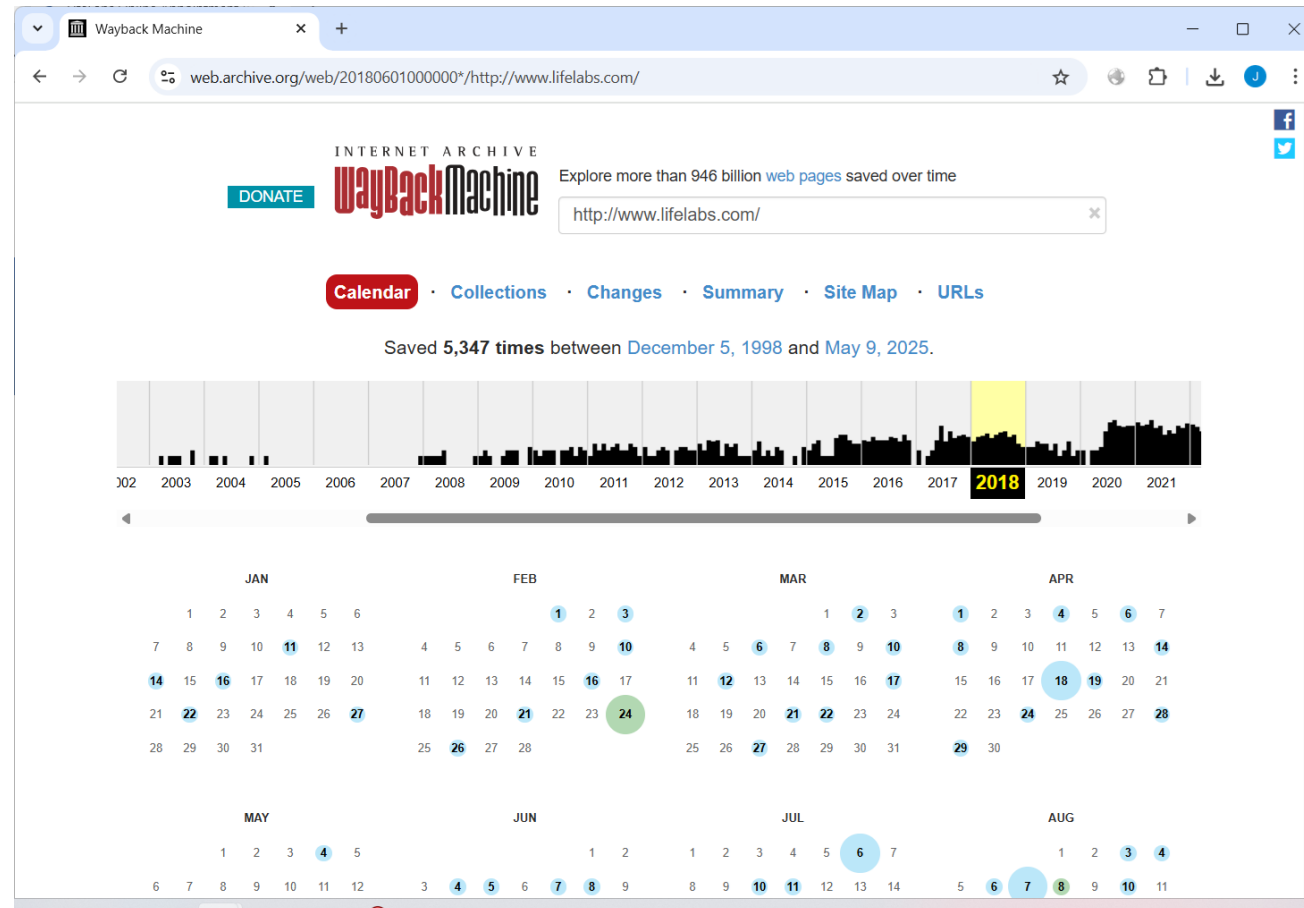 Wayback Machine
web.archive.org/web/20180601000000*/http://www.lifelabs.com/
J
INTERNET ARCHIVE
WayBackMachine
DONATE
Explore more than 946 billion web pages saved over time
http://www.lifelabs.com/
Calendar · Collections · Changes · Summary · Site Map · URLs
Saved 5,347 times between December 5, 1998 and May 9, 2025.
002 2003 2004 2005 2006 2007 2008 2009 2010 2011 2012 2013 2014 2015 2016 2017 2018 2019 2020 2021
JAN FEB MAR APR
1 2 3 4 5 6 1 2 3 1 2 3 1 2 3 4 5 6 7
7 8 9 10 11 12 13 4 5 6 7 8 9 10 4 5 6 7 8 9 10 8 9 10 11 12 13 14
14 15 16 17 18 19 20 11 12 13 14 15 16 17 11 12 13 14 15 16 17 15 16 17 18 19 20 21
21 22 23 24 25 26 27 18 19 20 21 22 23 24 18 19 20 21 22 23 24 22 23 24 25 26 27 28
28 29 30 31 25 26 27 28 25 26 27 28 29 30 31 29 30
MAY JUN JUL AUG
1 2 3 4 5 1 2 1 2 3 4 5 6 7 1 2 3 4
6 7 8 9 10 11 12 3 4 5 6 7 8 9 8 9 10 11 12 13 14 5 6 7 8 9 10 11